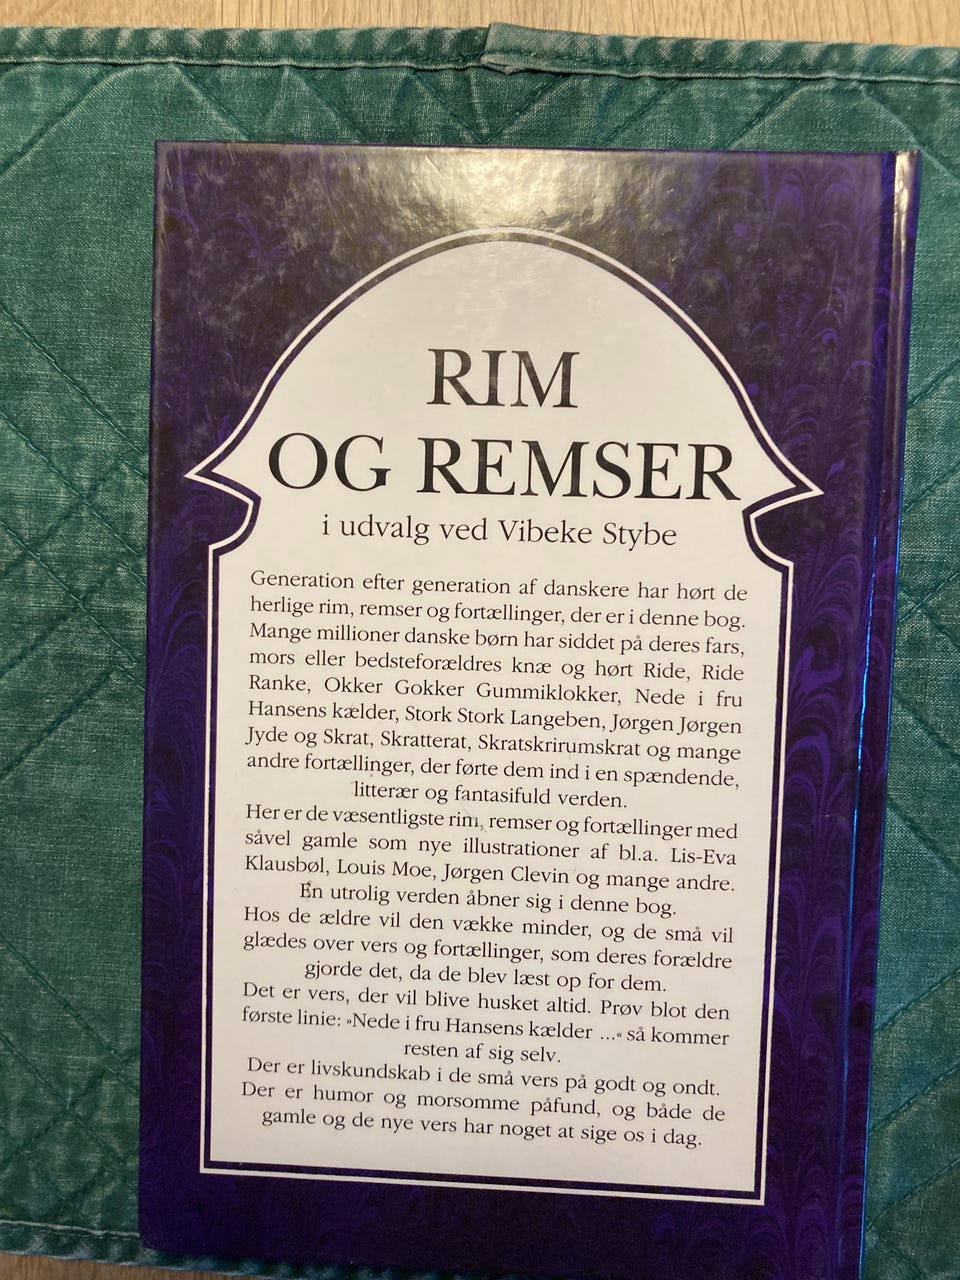 RIM
OG REMSER
i udvalg ved Vibeke Stybe
Generation efter generation af danskere har hørt de
herlige rim, remser og fortællinger, der er i denne bog.
Mange millioner danske børn har siddet på deres fars,
mors eller bedsteforældres knæ og hørt Ride, Ride
Ranke, Okker Gokker Gummiklokker, Nede i fru
Hansens kælder, Stork Stork Langeben, Jørgen Jørgen
Jyde og Skrat, Skratterat, Skratskrirumskrat og mange
andre fortællinger, der førte dem ind i en spændende,
litterær og fantasifuld verden.
Her er de væsentligste rim, remser og fortællinger med
såvel gamle som nye illustrationer af bl.a. Lis-Eva
Klausbøl, Louis Moe, Jørgen Clevin og mange andre.
En utrolig verden åbner sig i denne bog.
Hos de ældre vil den vække minder, og de små vil
glædes over vers og fortællinger, som deres forældre
gjorde det, da de blev læst op for dem.
Det er vers, der vil blive husket altid. Prøv blot den
første linie: »Nede i fru Hansens kælder ...« så kommer
resten af sig selv.
Der er livskundskab i de små vers på godt og ondt.
Der er humor og morsomme påfund, og både de
gamle og de nye vers har noget at sige os i dag.